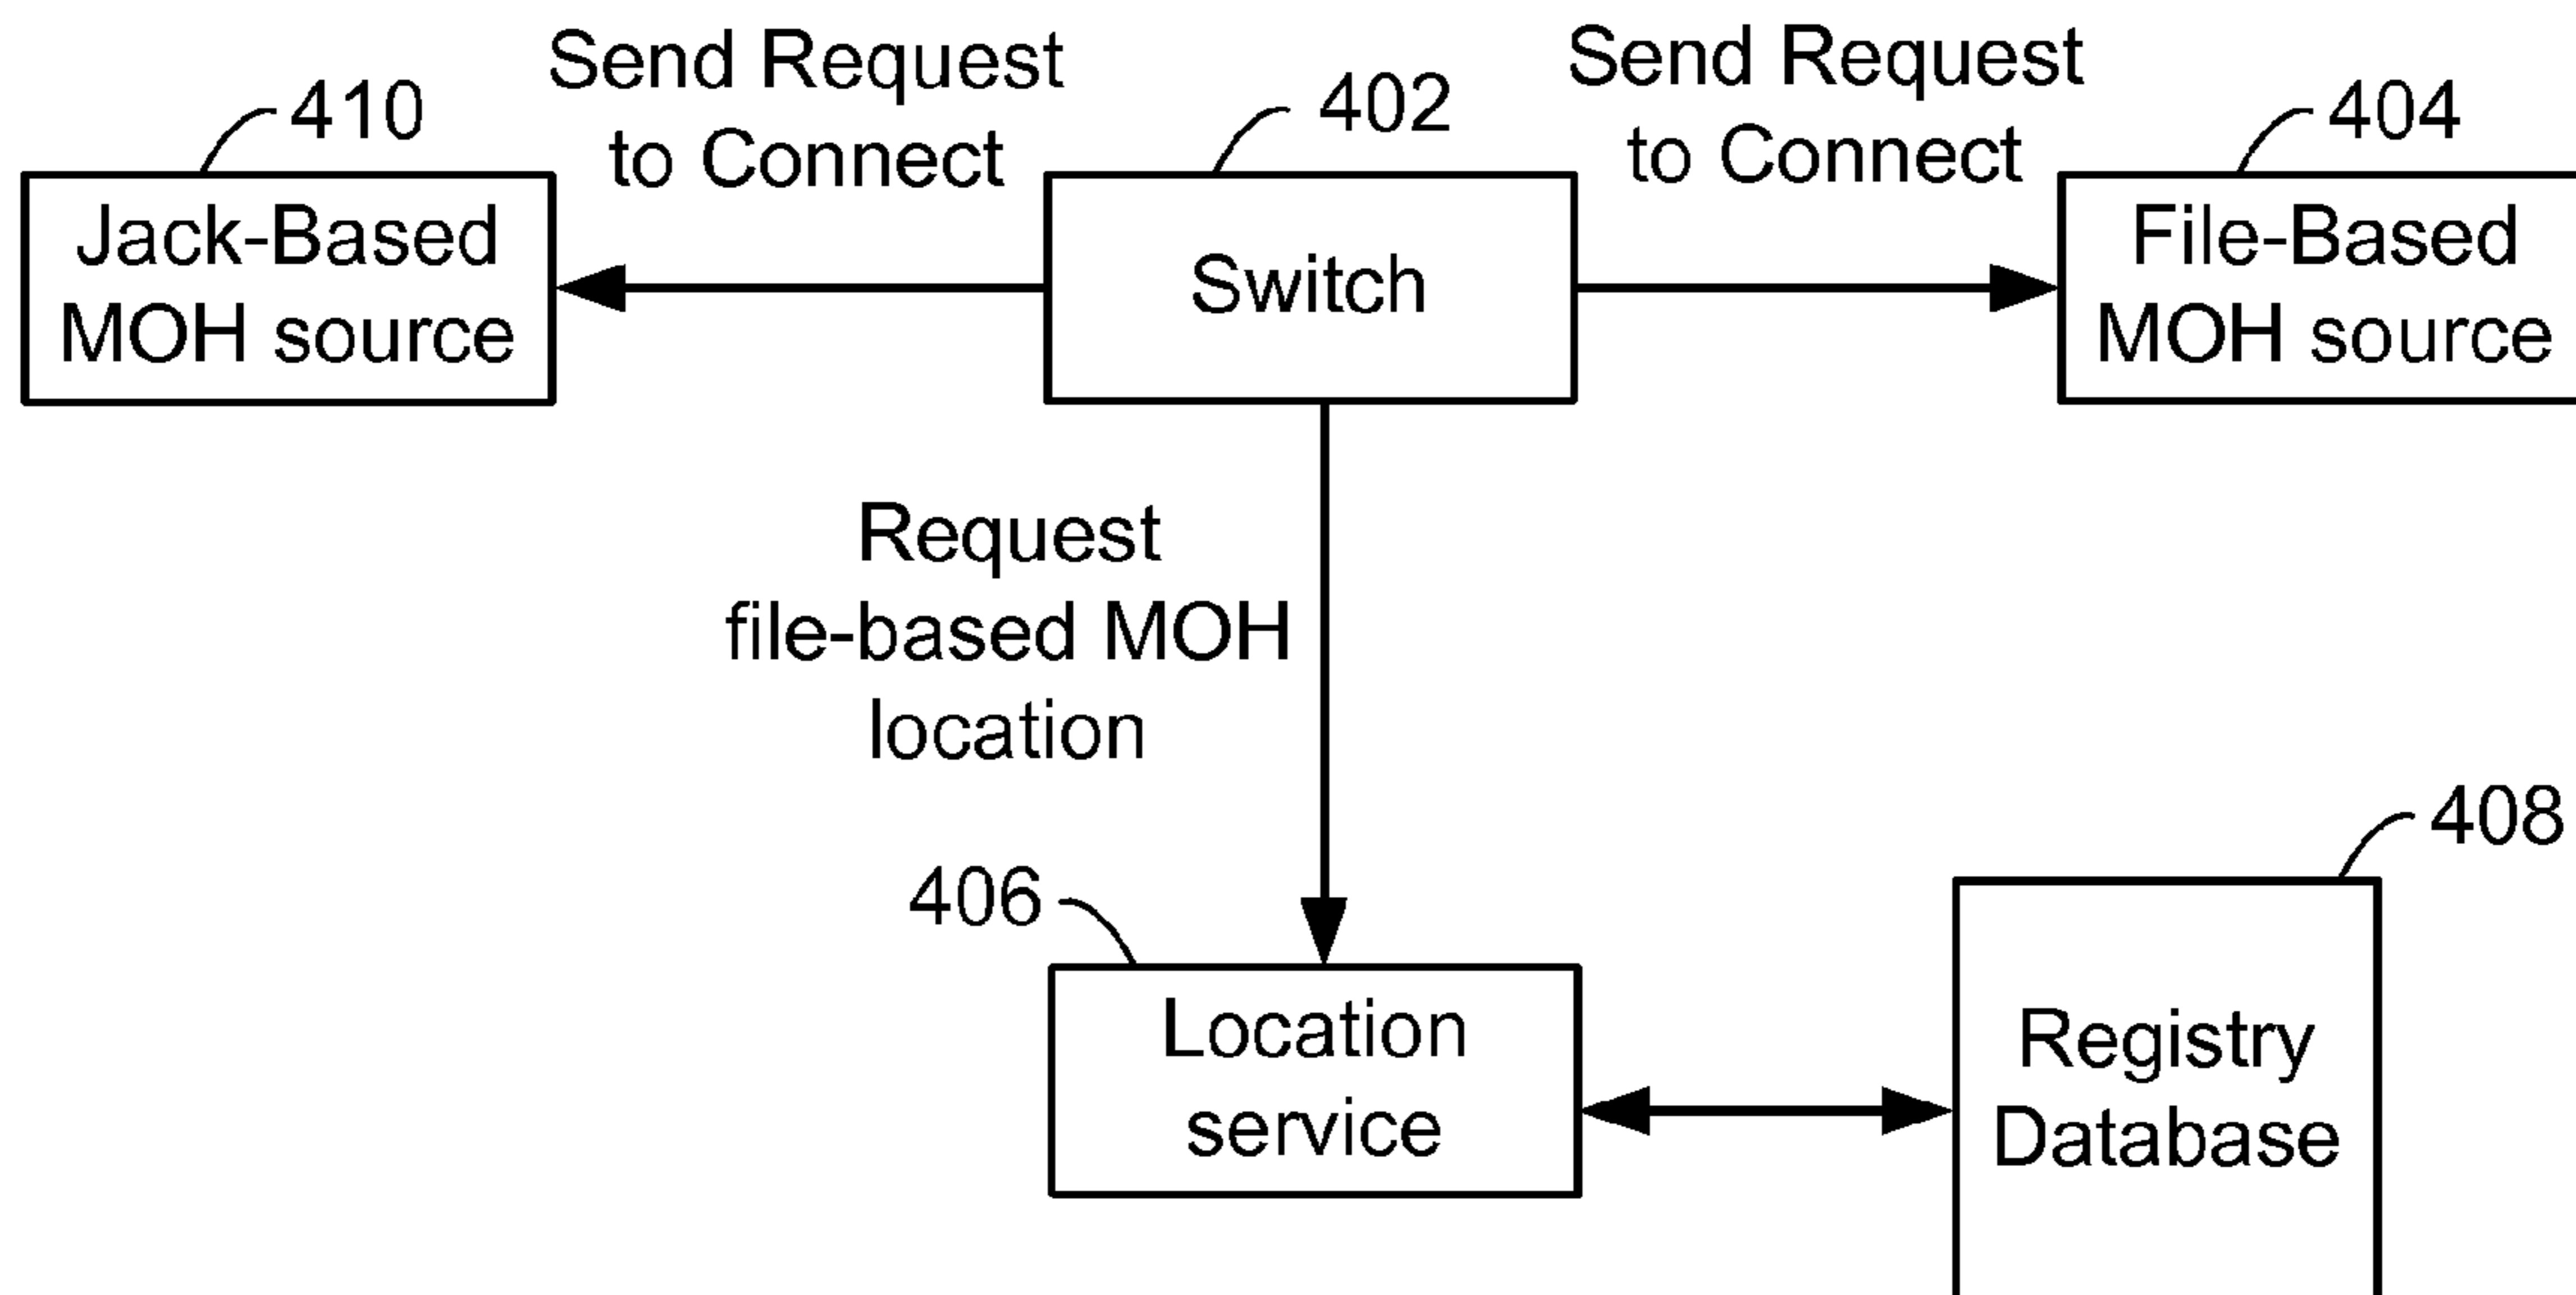 Send Request
to Connect
Send Request
to Connect
410
402
404
Jack-Based
MOH source
Switch
File-Based
MOH source
Request
file-based MOH
location
406
408
Location
service
Registry
Database